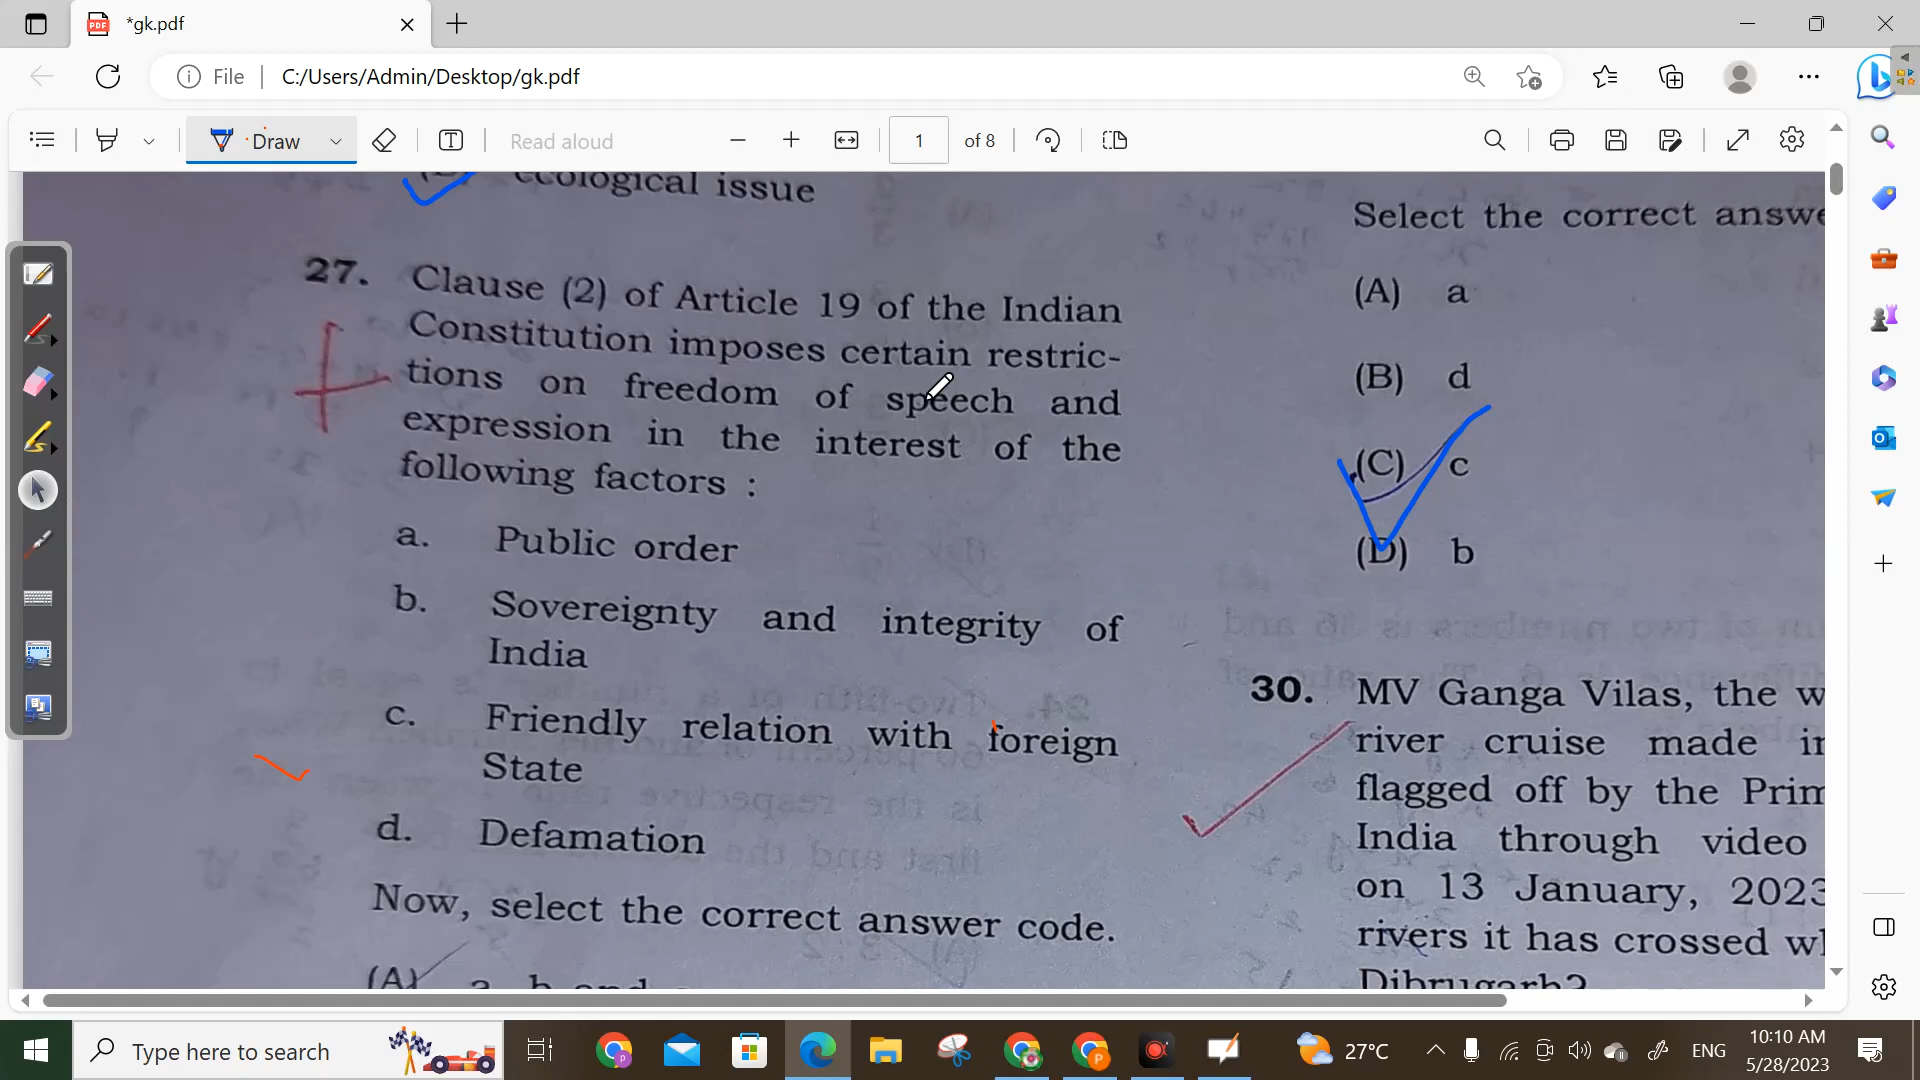 *gk.pdf
File
C:/Users/Admin/Desktop/gk.pdf
Draw
Read aloud
1
of 8
ecological issue
27. Clause (2) of Article 19 of the Indian
Constitution imposes certain restric-
tions on freedom of speech and
expression in the interest of the
following factors :
a. Public order
b. Sovereignty and integrity of
India
c. Friendly relation with foreign
State
d. Defamation
Now, select the correct answer code.
(A)
Select the correct answe
(A) a
(B) d
(C) c
(D) b
30. MV Ganga Vilas, the w
river cruise made in
flagged off by the Prim
India through video
on 13 January, 2023
rivers it has crossed wh
Dibrugarh?
Type here to search
27°C
ENG
10:10 AM
5/28/2023